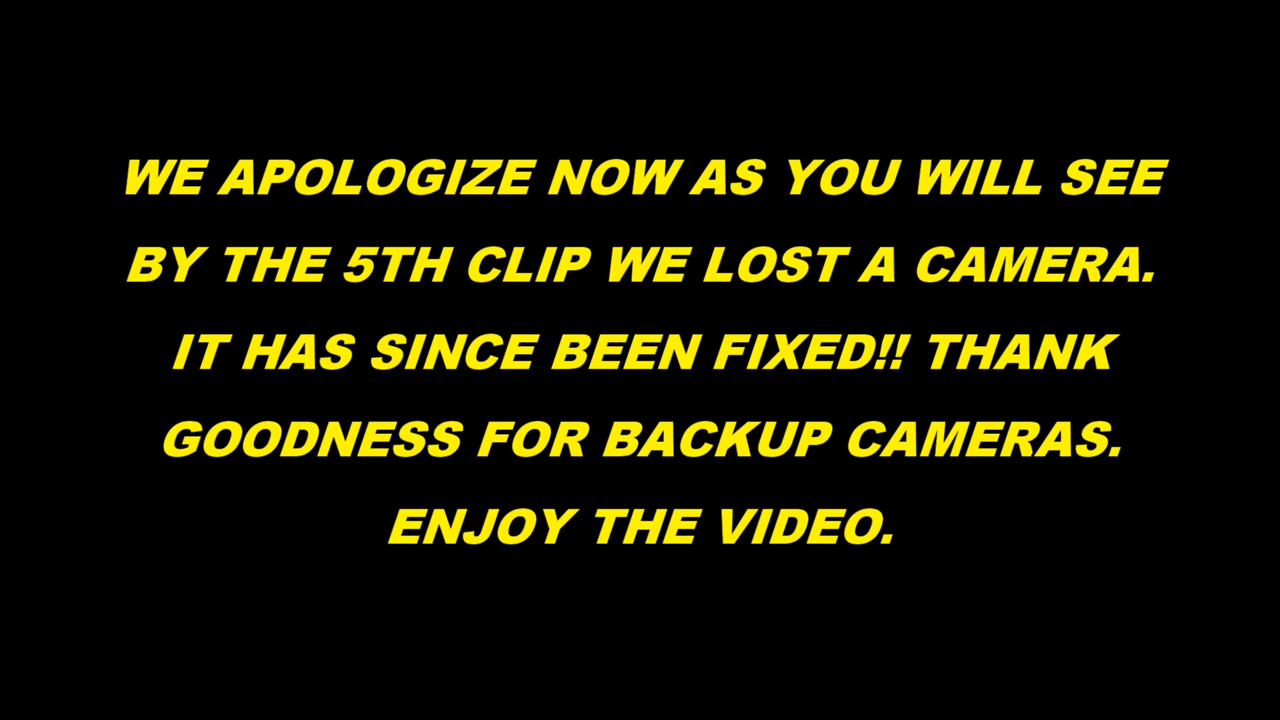 WE APOLOGIZE NOW AS YOU WILL SEE
BY THE 5TH CLIP WE LOST A CAMERA.
IT HAS SINCE BEEN FIXED!! THANK
GOODNESS FOR BACKUP CAMERAS.
ENJOY THE VIDEO.